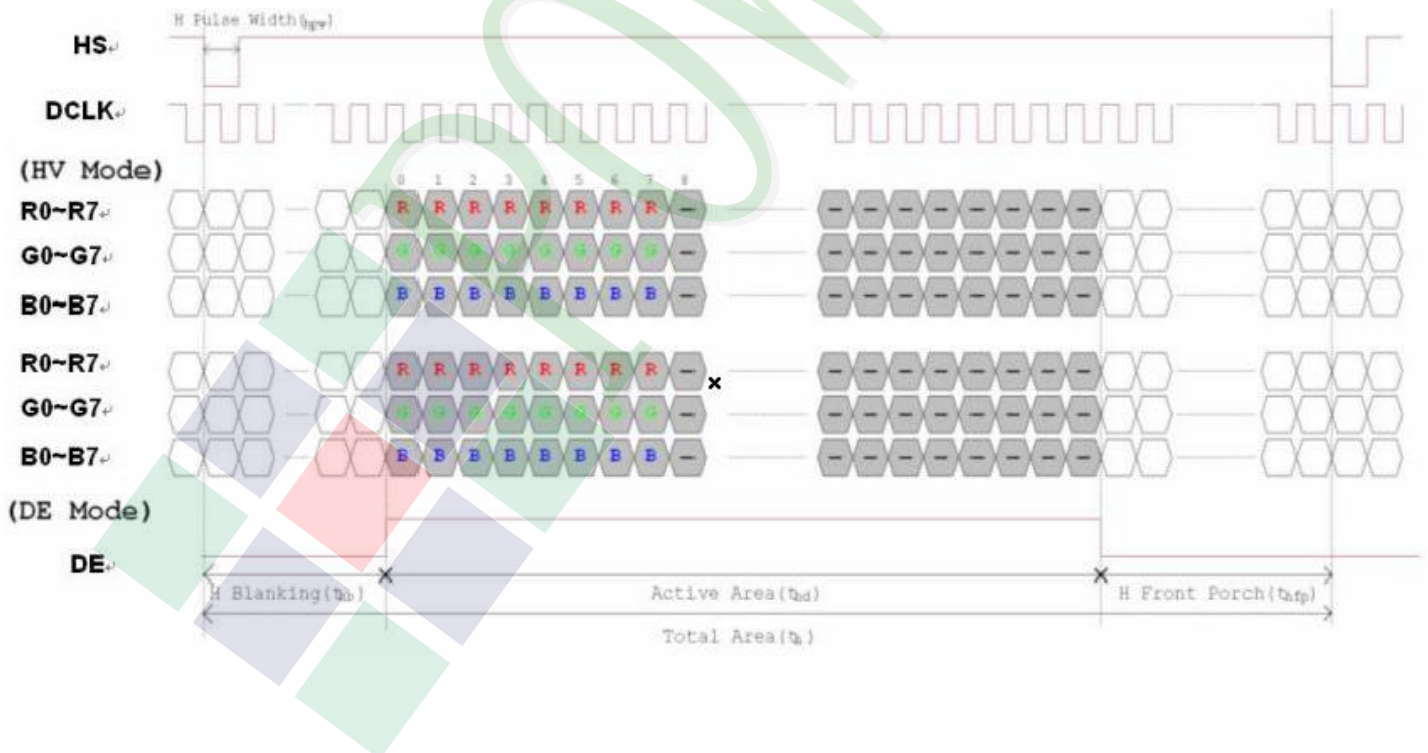 H Pulse Width(thpw)
HS
DCLK
(HV Mode)
0 1 2 3 4 5 6 7 8
R0~R7 R R R R R R R R
G0~G7 G G G G G G G G
B0~B7 B B B B B B B B
R0~R7 R R R R R R R R
G0~G7 G G G G G G G G
B0~B7 B B B B B B B B
(DE Mode)
DE
H Blanking(thb) Active Area(thd) H Front Porch(thfp)
Total Area(th)